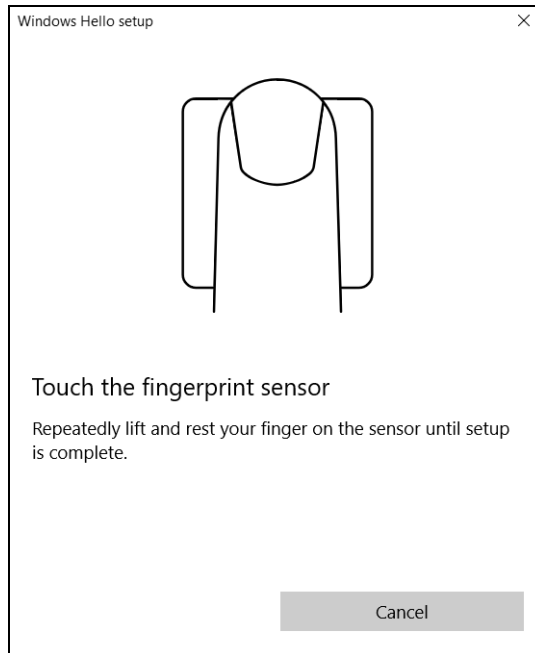 Windows Hello setup
Touch the fingerprint sensor
Repeatedly lift and rest your finger on the sensor until setup
is complete.
Cancel